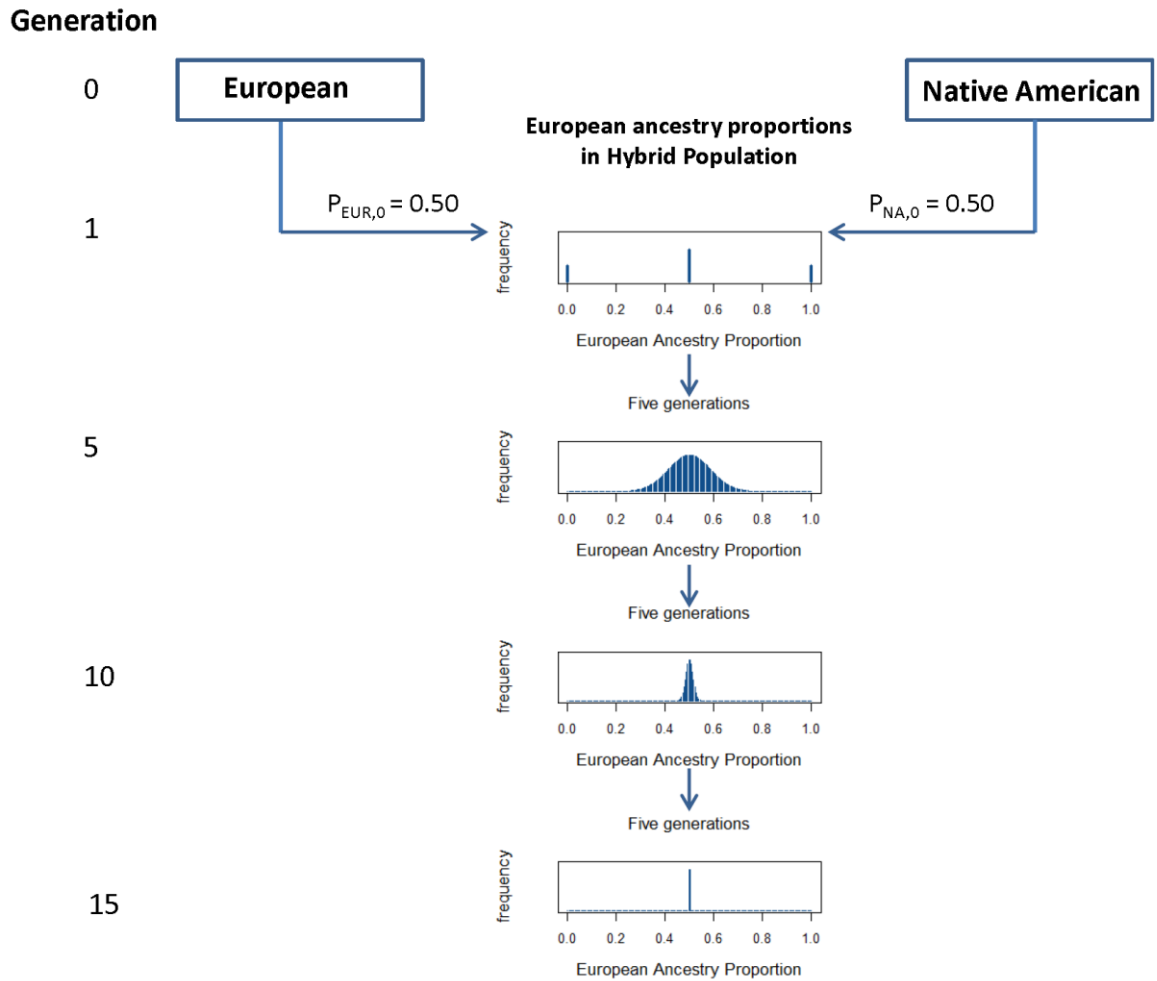 Generation
0
European
Native American
European ancestry proportions
in Hybrid Population
P_EUR,0 = 0.50
P_NA,0 = 0.50
1
frequency
0.0 0.2 0.4 0.6 0.8 1.0
European Ancestry Proportion
Five generations
5
frequency
0.0 0.2 0.4 0.6 0.8 1.0
European Ancestry Proportion
Five generations
10
frequency
0.0 0.2 0.4 0.6 0.8 1.0
European Ancestry Proportion
Five generations
15
frequency
0.0 0.2 0.4 0.6 0.8 1.0
European Ancestry Proportion